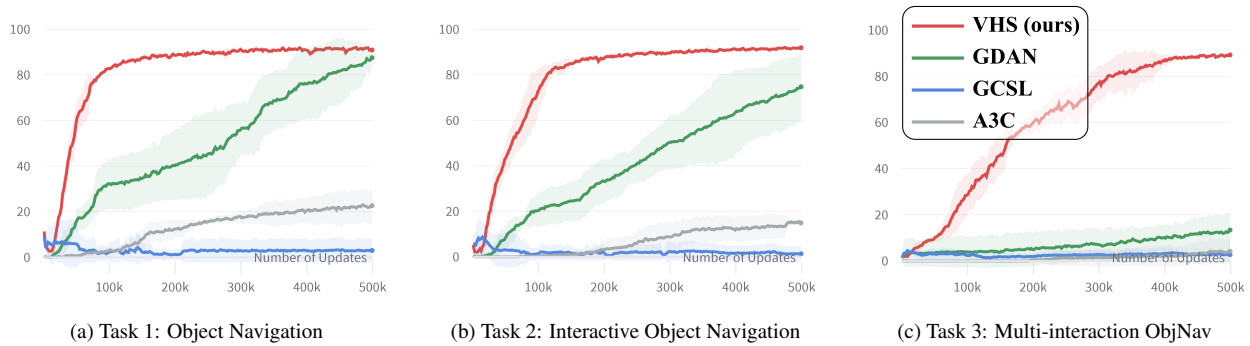 100
80
60
40
20
0
Number of Updates
100k
200k
300k
400k
500k
(a) Task 1: Object Navigation
100
80
60
40
20
0
Number of Updates
100k
200k
300k
400k
500k
(b) Task 2: Interactive Object Navigation
VHS (ours)
GDAN
GCSL
A3C
100
80
60
40
20
0
Number of Updates
100k
200k
300k
400k
500k
(c) Task 3: Multi-interaction ObjNav